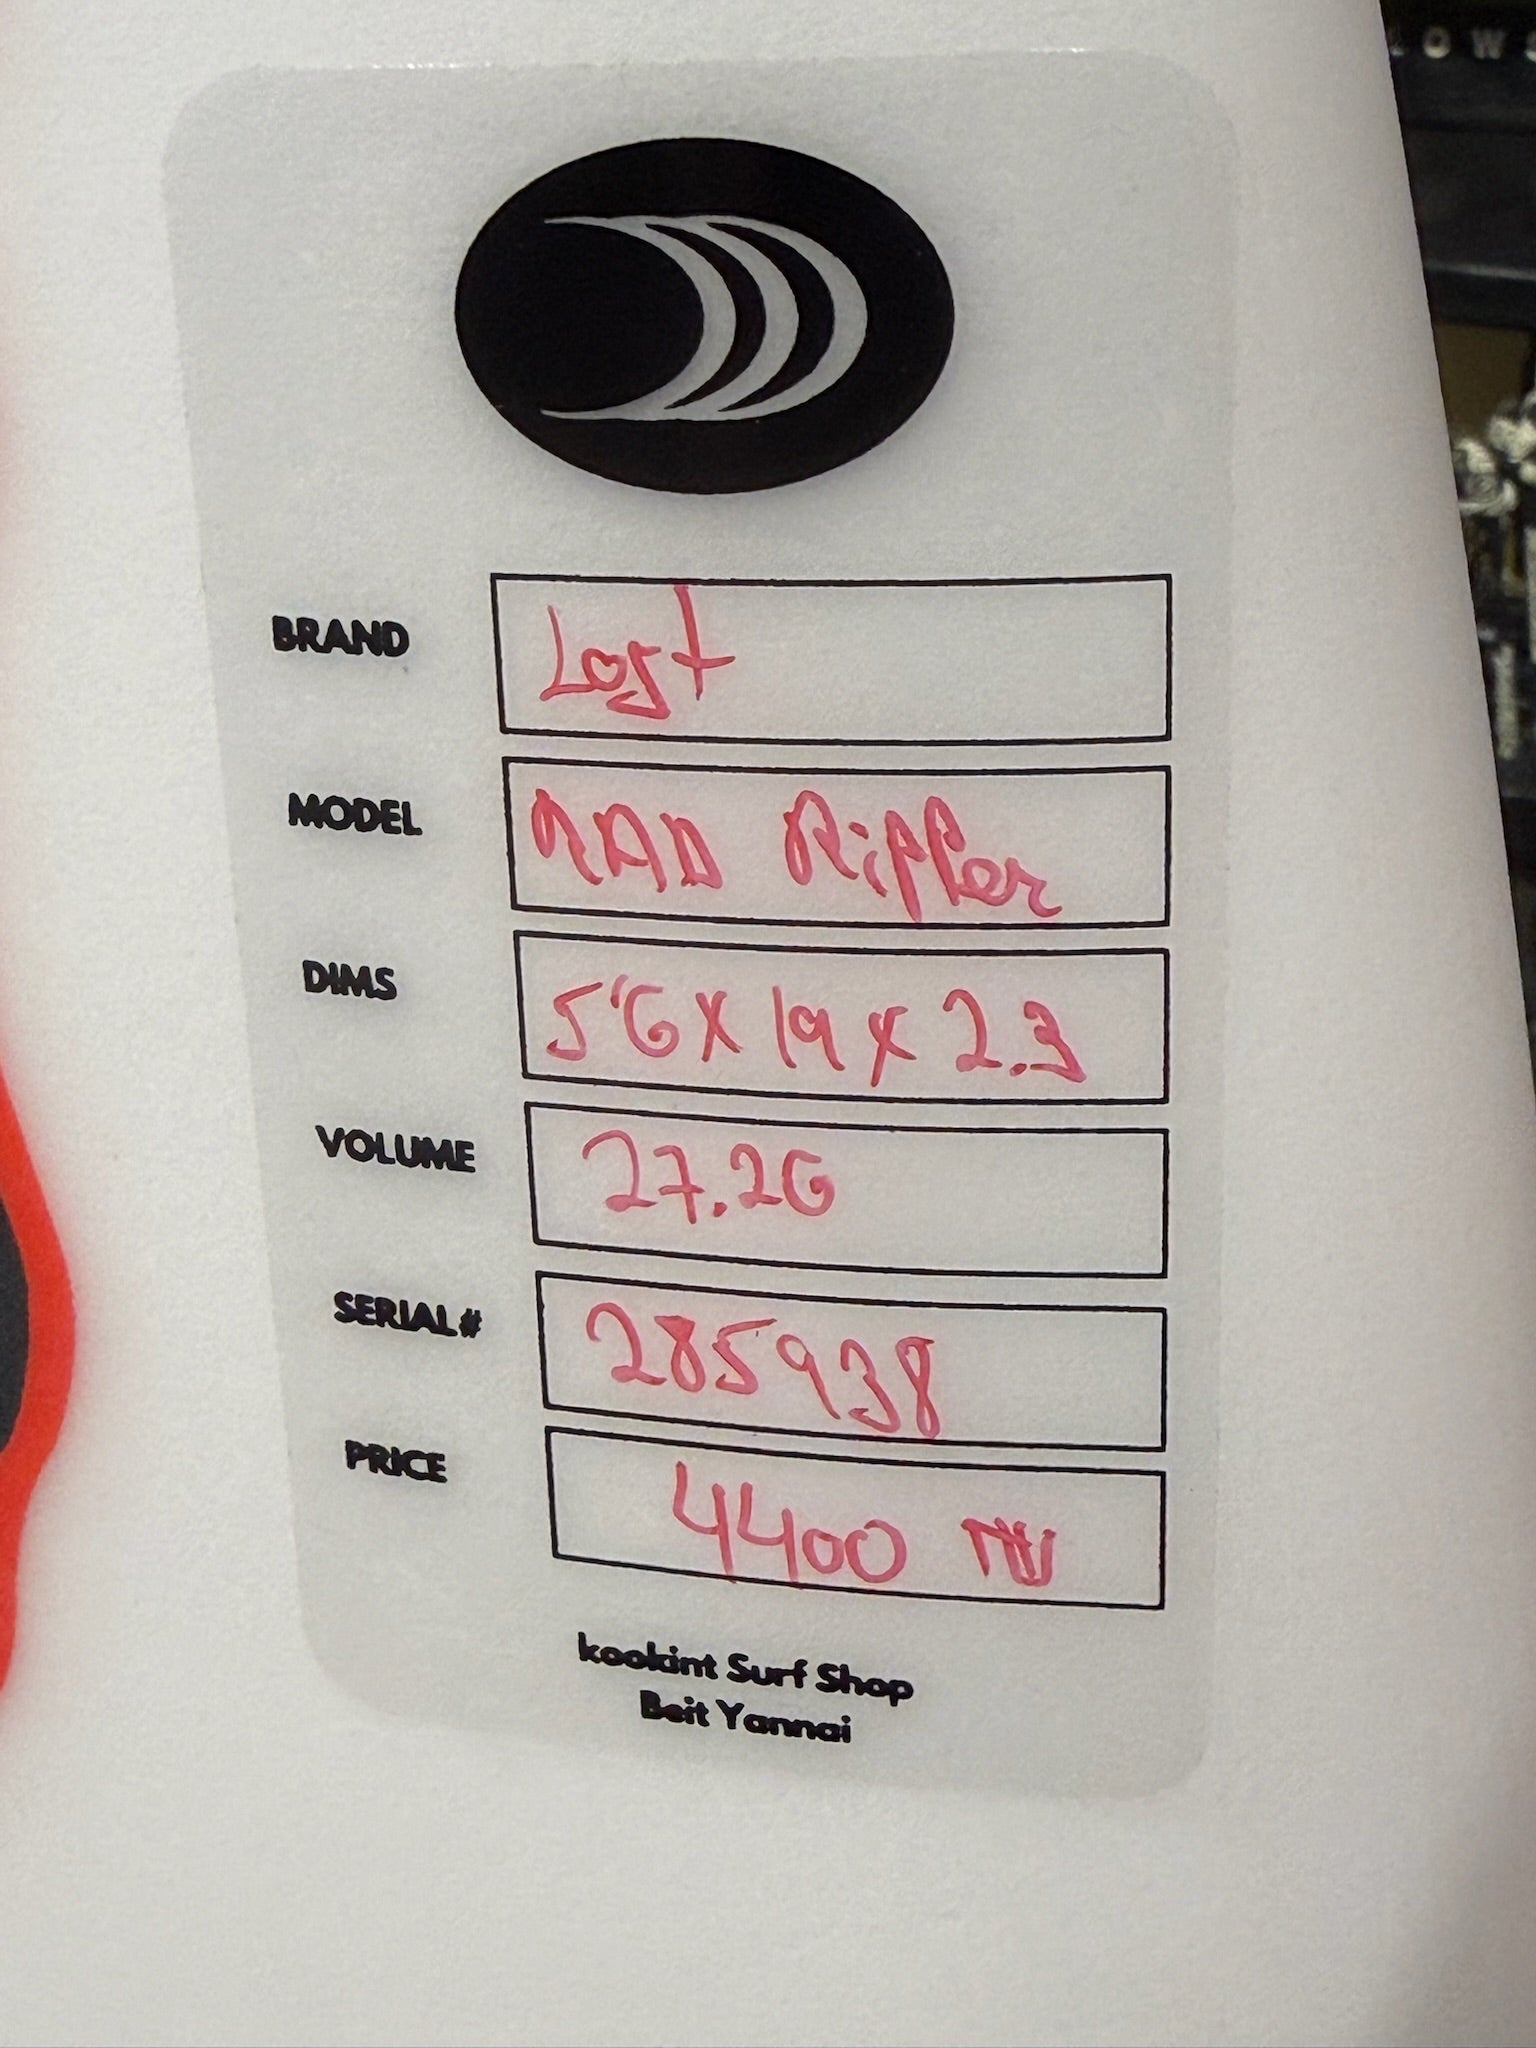 LOWS
BRAND Lost
MODEL RAD Ripper
DIMS 5'6 x 19 x 2.3
VOLUME 27.26
SERIAL# 285938
PRICE 4400 ₪
kookint Surf Shop
Beit Yannai